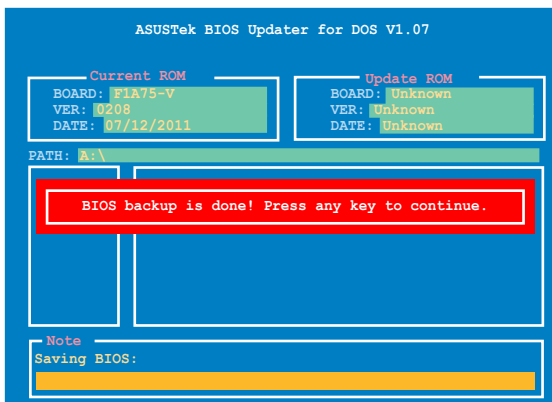 ASUSTek BIOS Updater for DOS V1.07
Current ROM
BOARD: F1A75-V
VER: 0208
DATE: 07/12/2011
Update ROM
BOARD: Unknown
VER: Unknown
DATE: Unknown
PATH: A:\
BIOS backup is done! Press any key to continue.
Note
Saving BIOS: